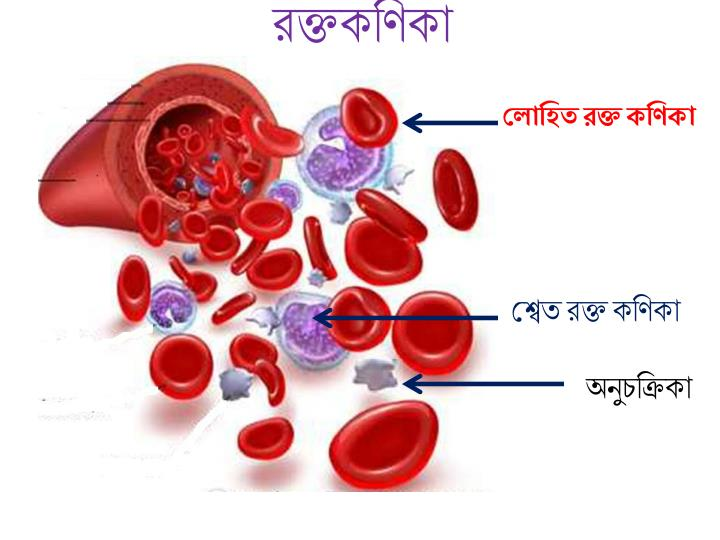 রক্তকণিকা
লোহিত রক্ত কণিকা
শ্বেত রক্ত কণিকা
অনুচক্রিকা